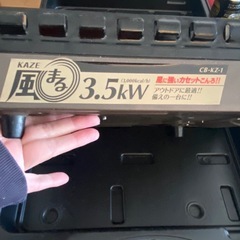 KAZE
風まる
3.5kW
(3,000kcal/h)
CB-KZ-1
風に強いカセットこんろ!!
アウトドアに最適!!
備えの一台に!!